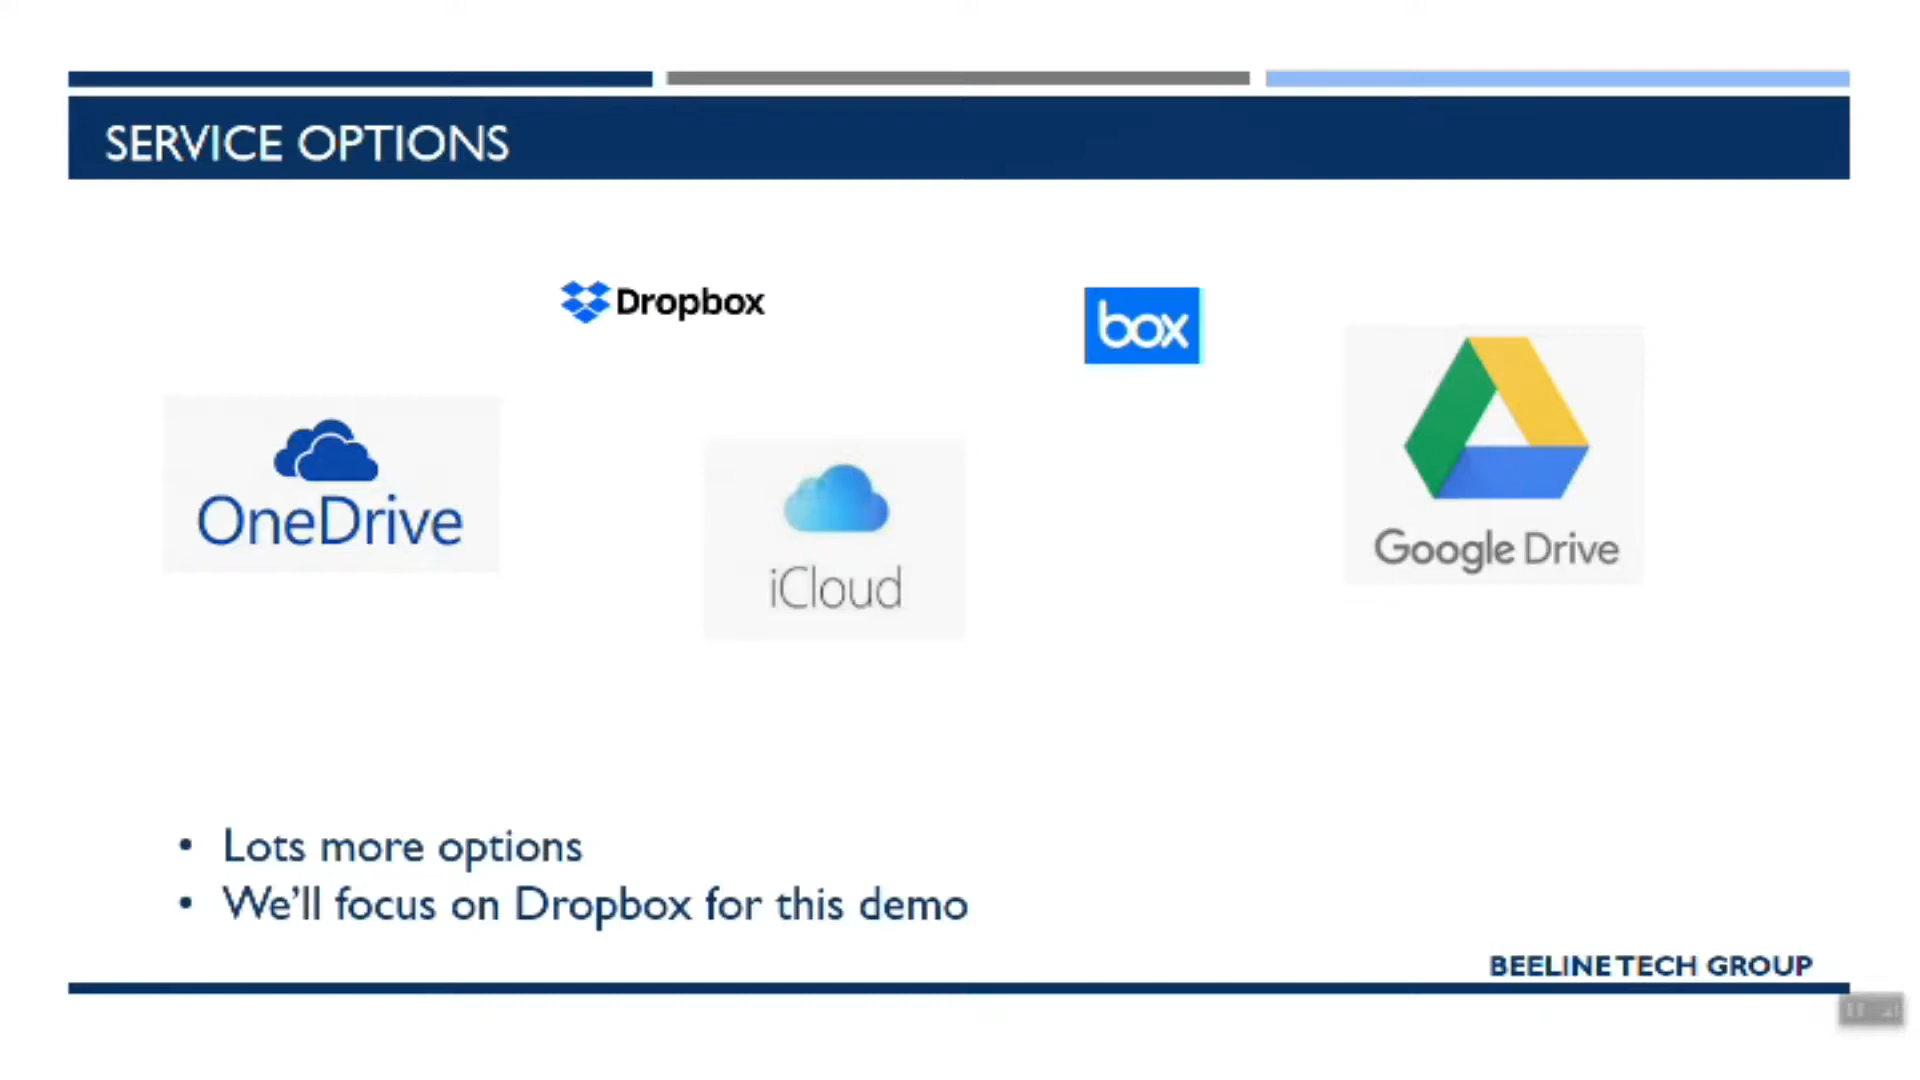 SERVICE OPTIONS
Dropbox
box
OneDrive
iCloud
Google Drive
• Lots more options
• We'll focus on Dropbox for this demo
BEELINE TECH GROUP